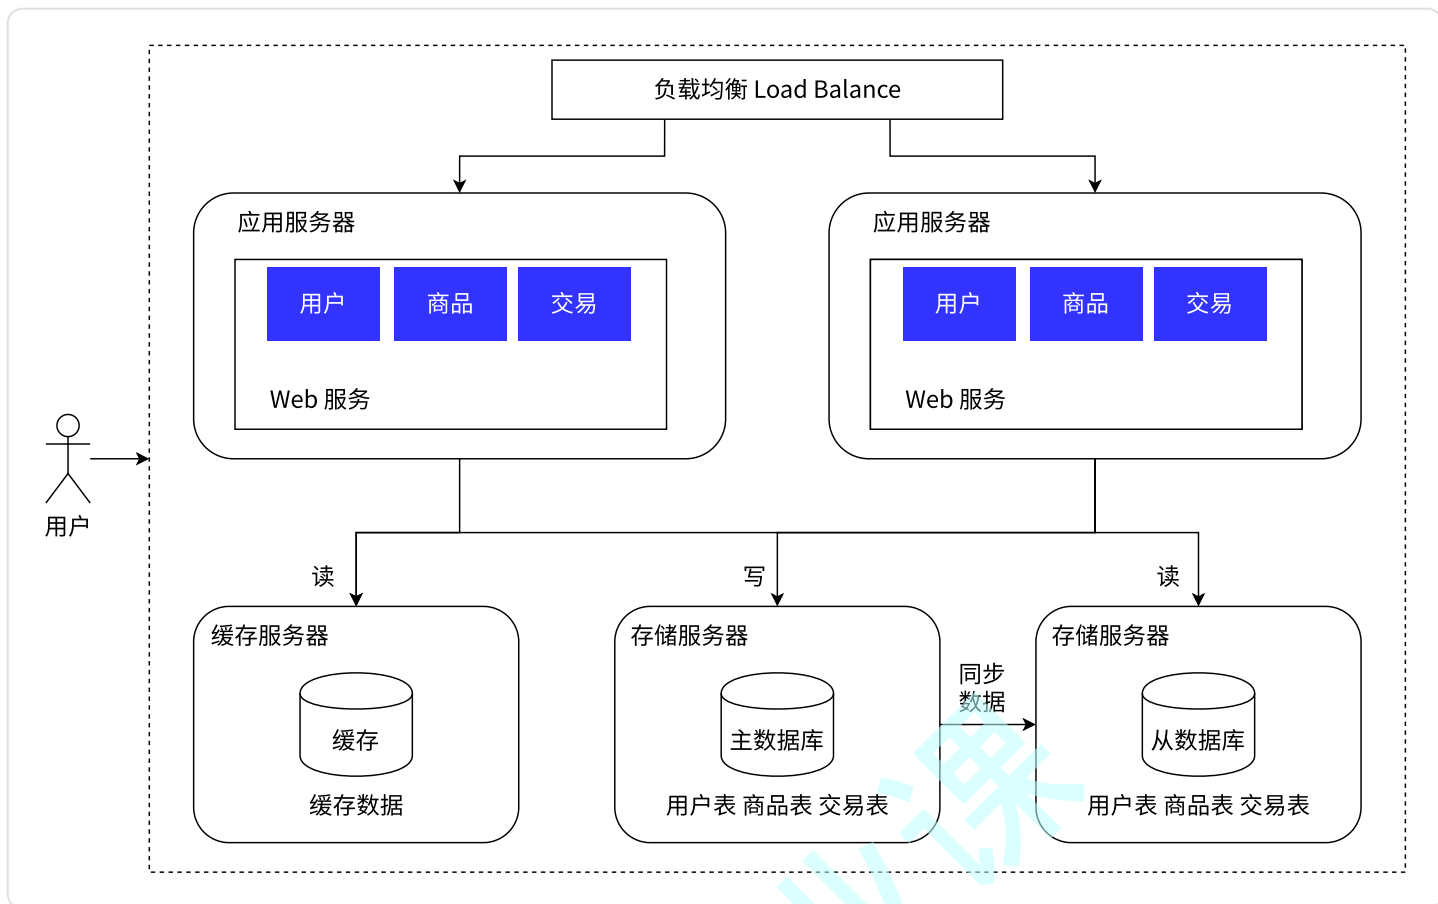 负载均衡 Load Balance
应用服务器
应用服务器
用户 商品 交易
用户 商品 交易
Web 服务
Web 服务
用户
读
写
读
缓存服务器
存储服务器
存储服务器
同步
数据
缓存
主数据库
从数据库
缓存数据
用户表 商品表 交易表
用户表 商品表 交易表
业课